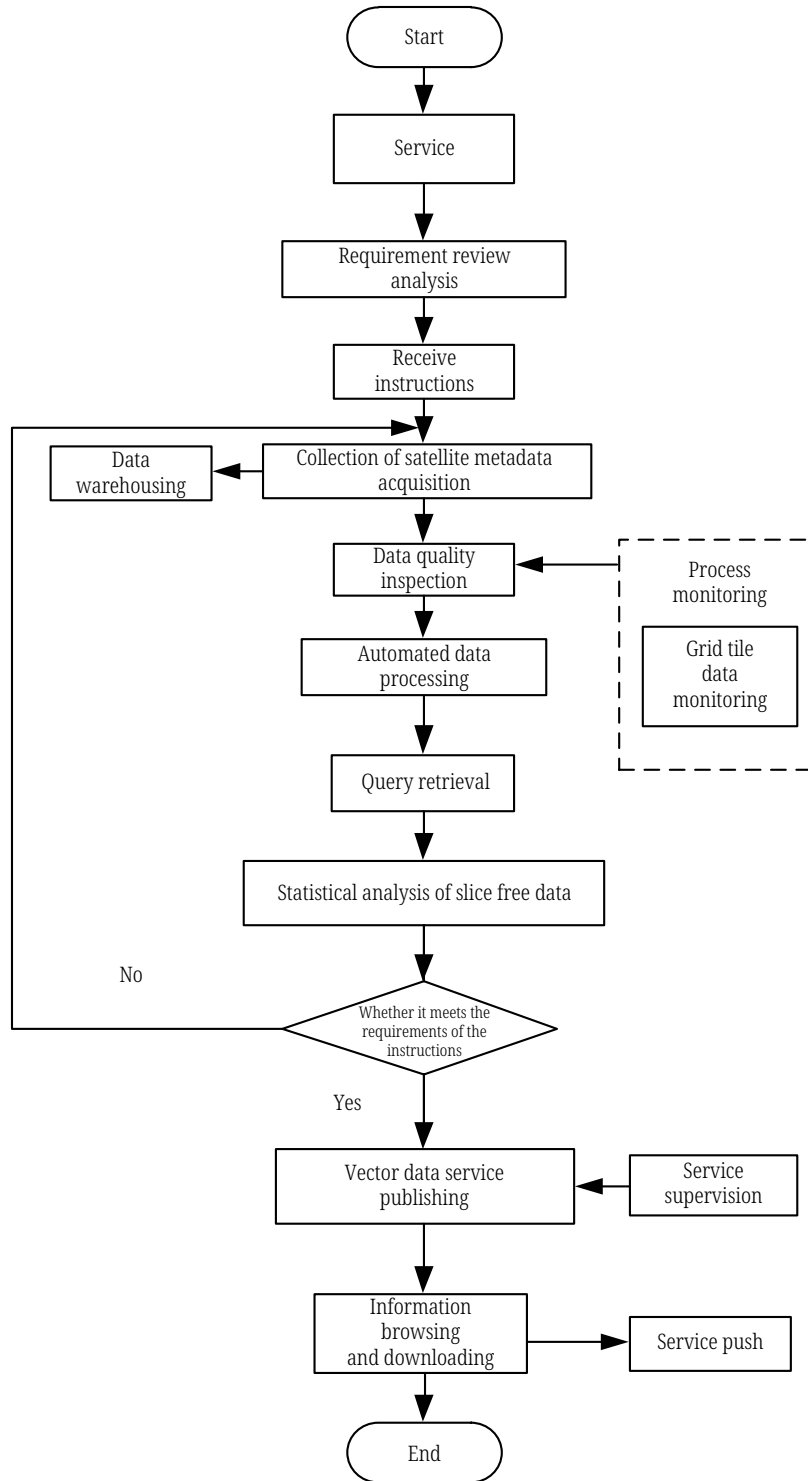 Start
Service
Requirement review
analysis
Receive
instructions
Data
warehousing
Collection of satellite metadata
acquisition
Data quality
inspection
Process
monitoring
Grid tile
data
monitoring
Automated data
processing
Query retrieval
Statistical analysis of slice free data
No
Whether it meets the
requirements of the
instructions
Yes
Vector data service
publishing
Service
supervision
Information
browsing
and downloading
Service push
End